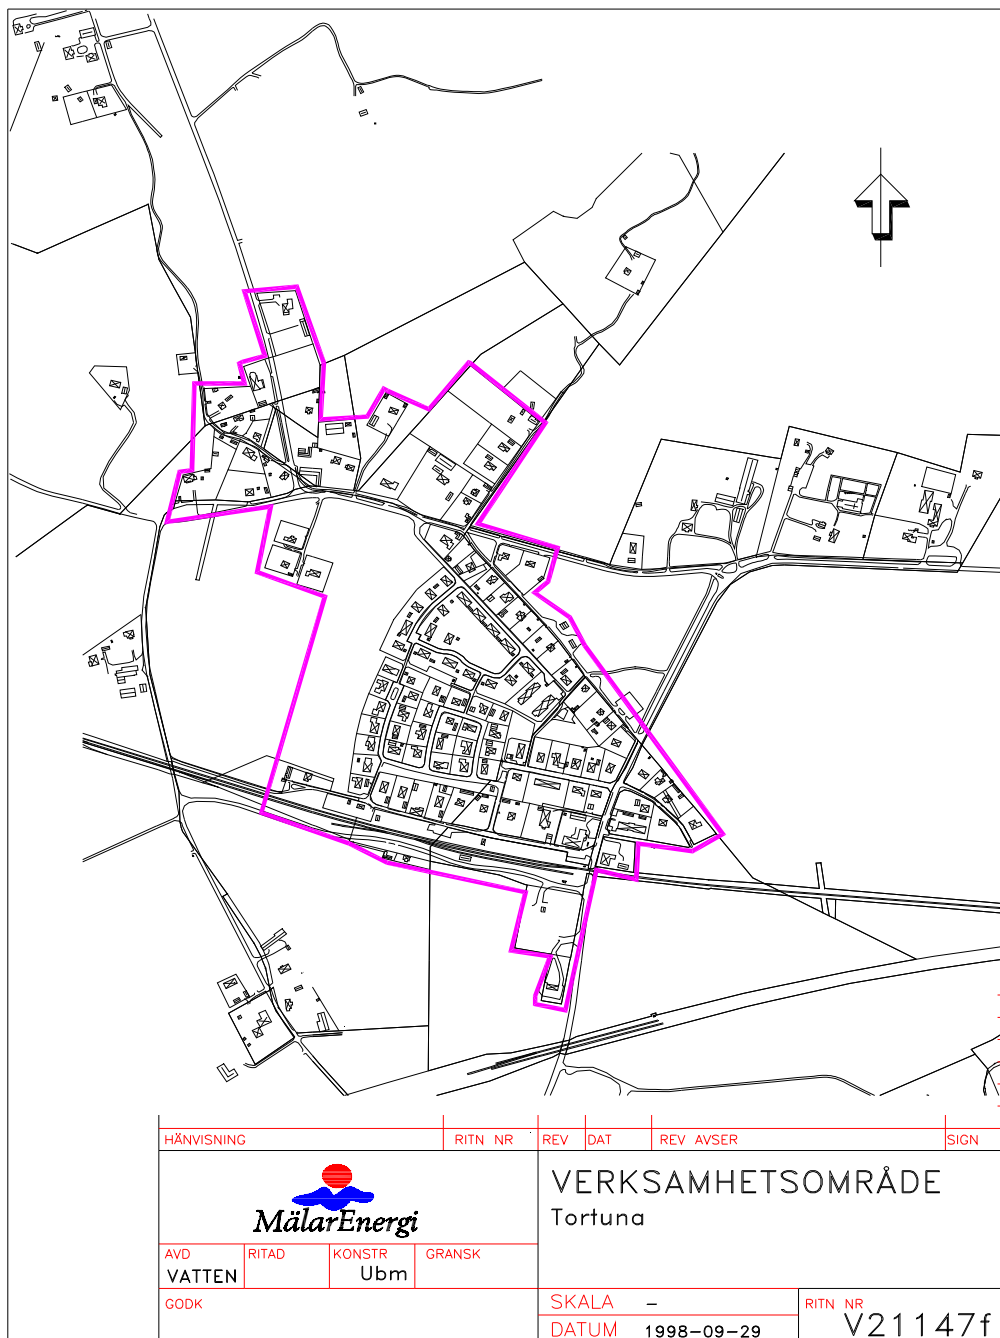 HÄNVISNING RITN NR REV DAT REV AVSER SIGN
MälarEnergi
VERKSAMHETSOMRÅDE
Tortuna
AVD RITAD KONSTR GRANSK
VATTEN Ubm
GODK
SKALA –
DATUM 1998-09-29
RITN NR
V21147f